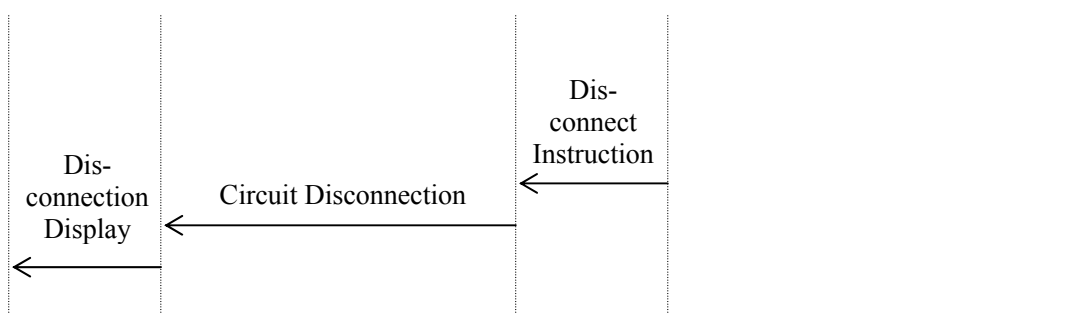 Dis-
connect
Instruction
Dis-
connection
Display
Circuit Disconnection